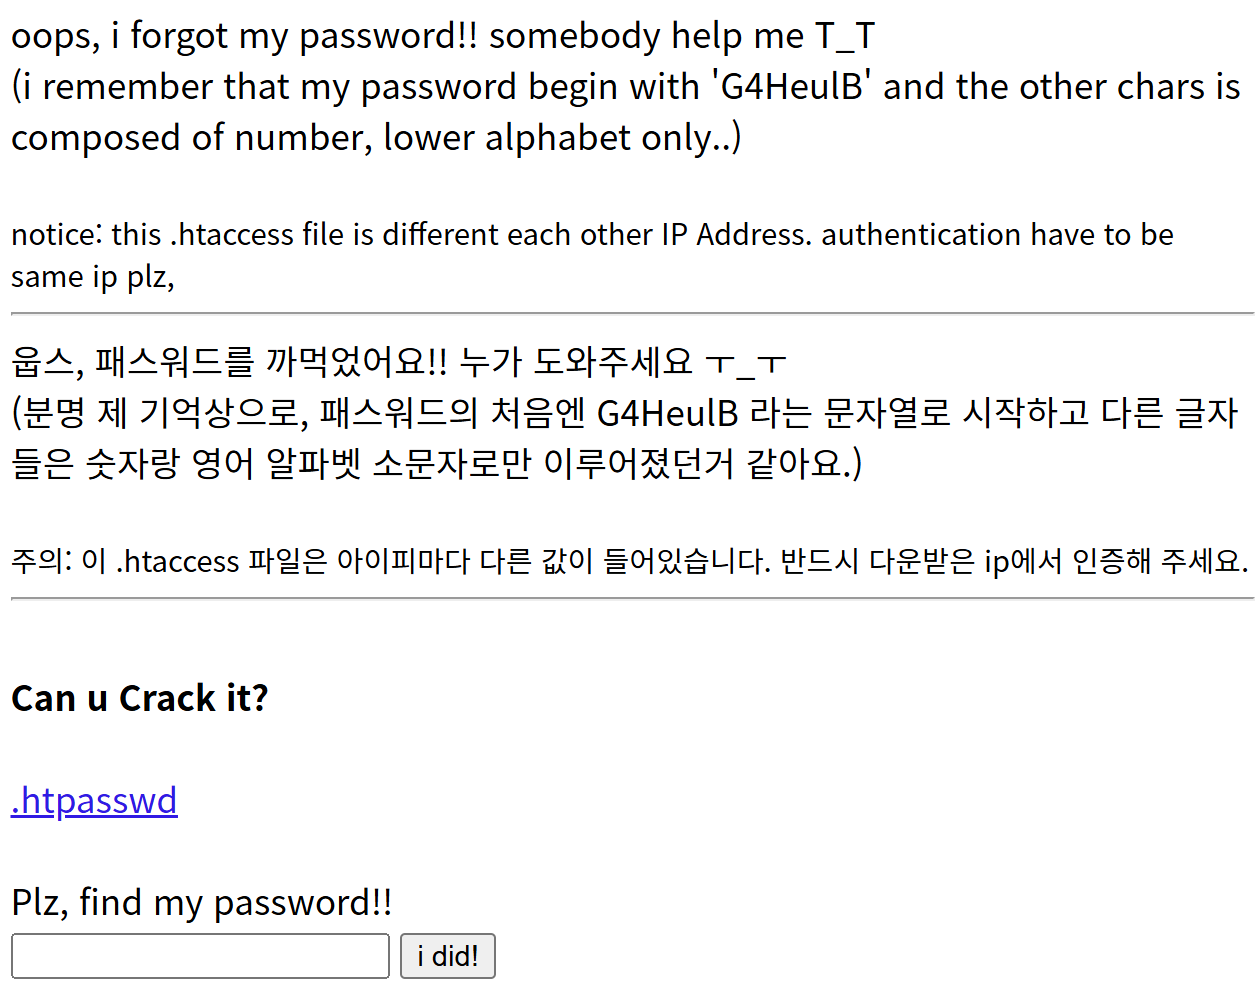 oops, i forgot my password!! somebody help me T_T
(i remember that my password begin with 'G4HeulB' and the other chars is
composed of number, lower alphabet only..)
notice: this .htaccess file is different each other IP Address. authentication have to be
same ip plz,
웁스, 패스워드를 까먹었어요!! 누가 도와주세요 ㅜ_ㅜ
(분명 제 기억상으로, 패스워드의 처음엔 G4HeulB 라는 문자열로 시작하고 다른 글자
들은 숫자랑 영어 알파벳 소문자로만 이루어졌던거 같아요.)
주의: 이 .htaccess 파일은 아이피마다 다른 값이 들어있습니다. 반드시 다운받은 ip에서 인증해 주세요.
Can u Crack it?
.htpasswd
Plz, find my password!!
i did!